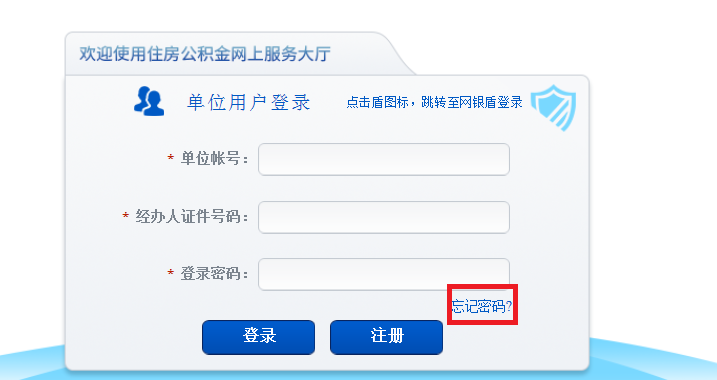 欢迎使用住房公积金网上服务大厅
单位用户登录 点击盾图标，跳转至网银盾登录
* 单位帐号：
* 经办人证件号码：
* 登录密码：
忘记密码?
登录 注册